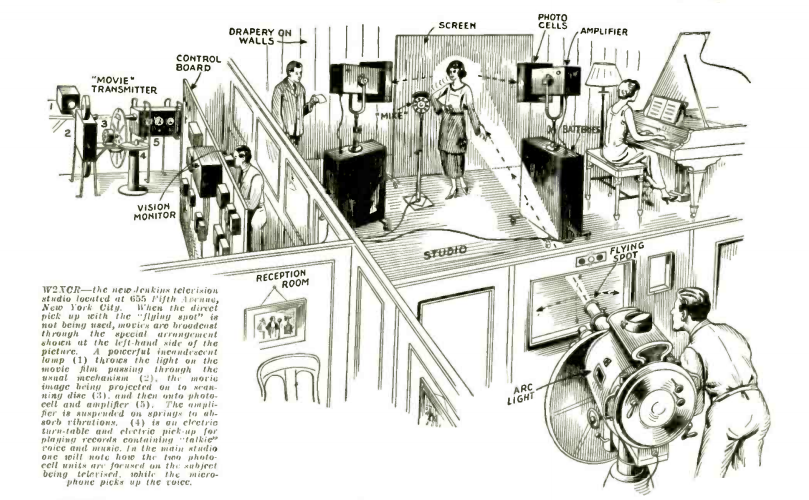 DRAPERY ON
WALLS
SCREEN
PHOTO
CELLS
AMPLIFIER
CONTROL
BOARD
"MOVIE"
TRANSMITTER
1
2
3
4
5
"MIKE"
BATTERIES
VISION
MONITOR
STUDIO
FLYING
SPOT
RECEPTION
ROOM
ARC
LIGHT
W2XCR—the new Jenkins television
studio located at 655 Fifth Avenue,
New York City. When the direct
pick up with the "flying spot" is
not being used, movies are broadcast
through the special arrangement
shown at the left-hand side of the
picture. A powerful incandescent
lamp (1) throws the light on the
movie film passing through the
usual mechanism (2), the movie
image being projected on to scan-
ning disc (3), and then onto photo-
cell and amplifier (5). The ampli-
fier is suspended on springs to ab-
sorb vibrations. (4) is an electric
turn-table and electric pick-up for
playing records containing "talkie"
voice and music. In the main studio
one will note how the two photo-
cell units are focused on the subject
being televised, while the micro-
phone picks up the voice.